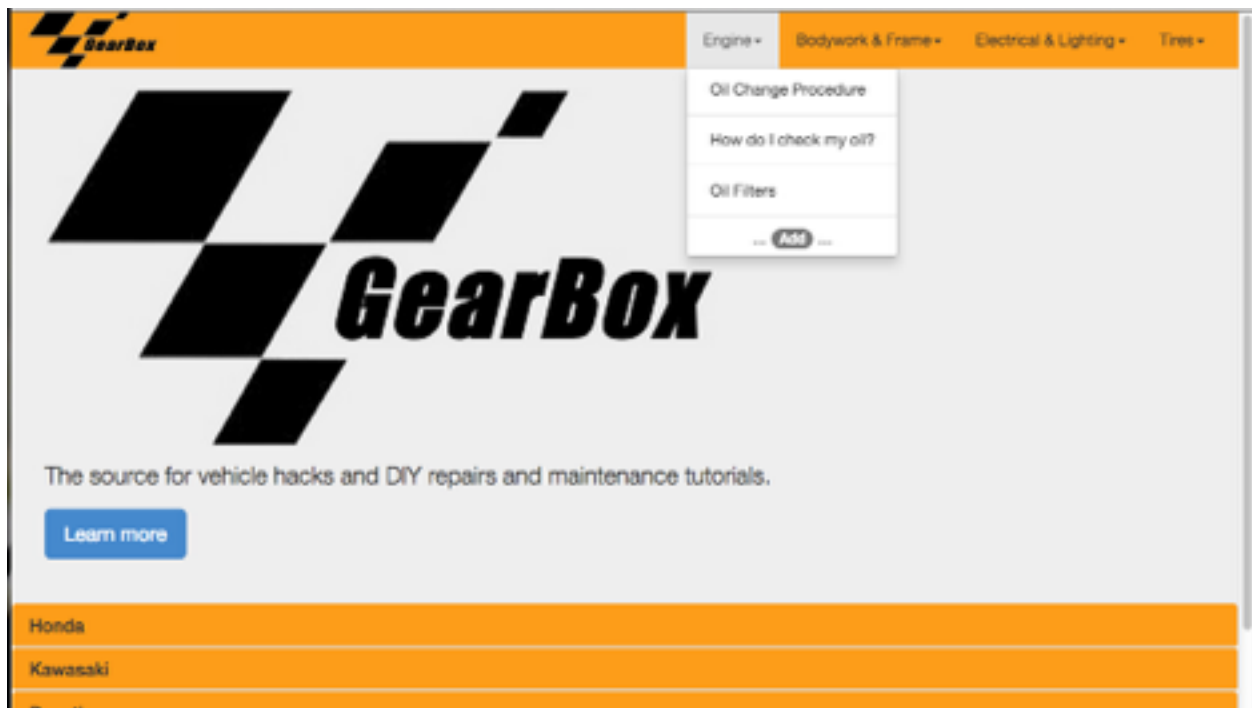 GearBox
Engine Bodywork & Frame Electrical & Lighting Tires
Oil Change Procedure
How do I check my oil?
Oil Filters
... Add ...
GearBox
The source for vehicle hacks and DIY repairs and maintenance tutorials.
Learn more
Honda
Kawasaki